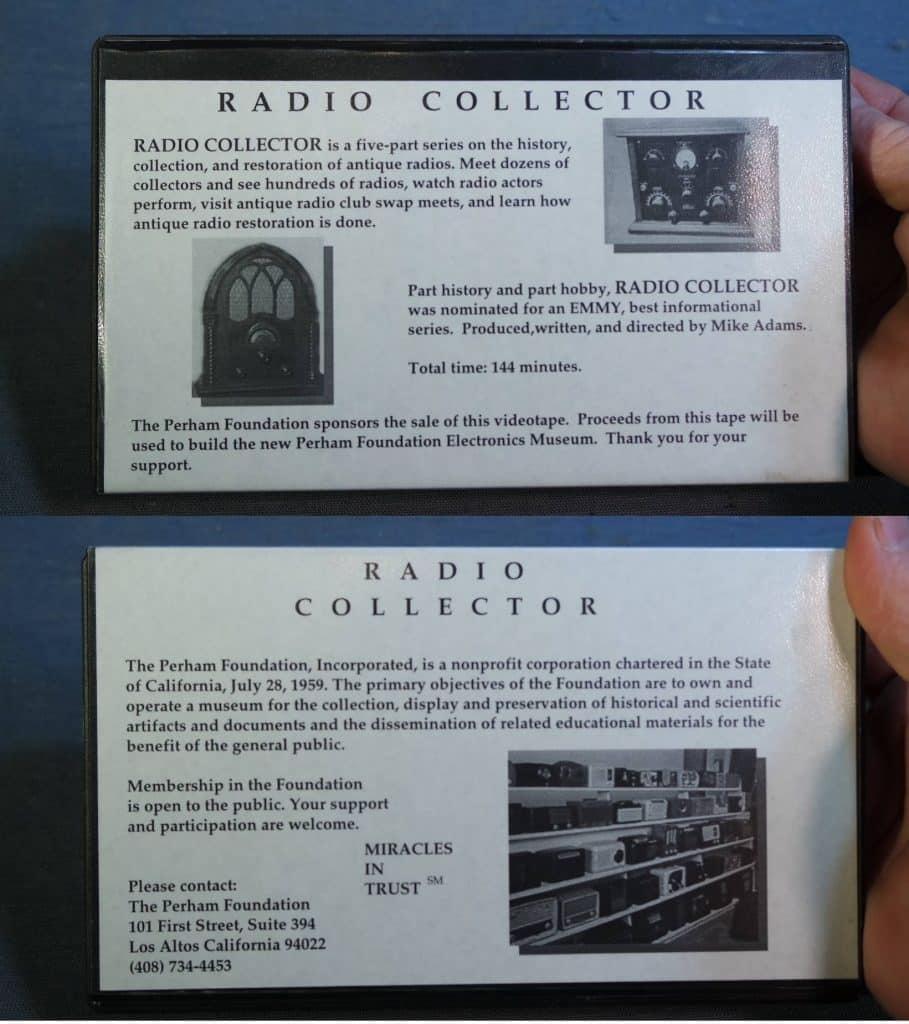 RADIO COLLECTOR
RADIO COLLECTOR is a five-part series on the history,
collection, and restoration of antique radios. Meet dozens of
collectors and see hundreds of radios, watch radio actors
perform, visit antique radio club swap meets, and learn how
antique radio restoration is done.
Part history and part hobby, RADIO COLLECTOR
was nominated for an EMMY, best informational
series. Produced,written, and directed by Mike Adams.
Total time: 144 minutes.
The Perham Foundation sponsors the sale of this videotape. Proceeds from this tape will be
used to build the new Perham Foundation Electronics Museum. Thank you for your
support.
RADIO
COLLECTOR
The Perham Foundation, Incorporated, is a nonprofit corporation chartered in the State
of California, July 28, 1959. The primary objectives of the Foundation are to own and
operate a museum for the collection, display and preservation of historical and scientific
artifacts and documents and the dissemination of related educational materials for the
benefit of the general public.
Membership in the Foundation
is open to the public. Your support
and participation are welcome.
MIRACLES
IN
TRUST SM
Please contact:
The Perham Foundation
101 First Street, Suite 394
Los Altos California 94022
(408) 734-4453